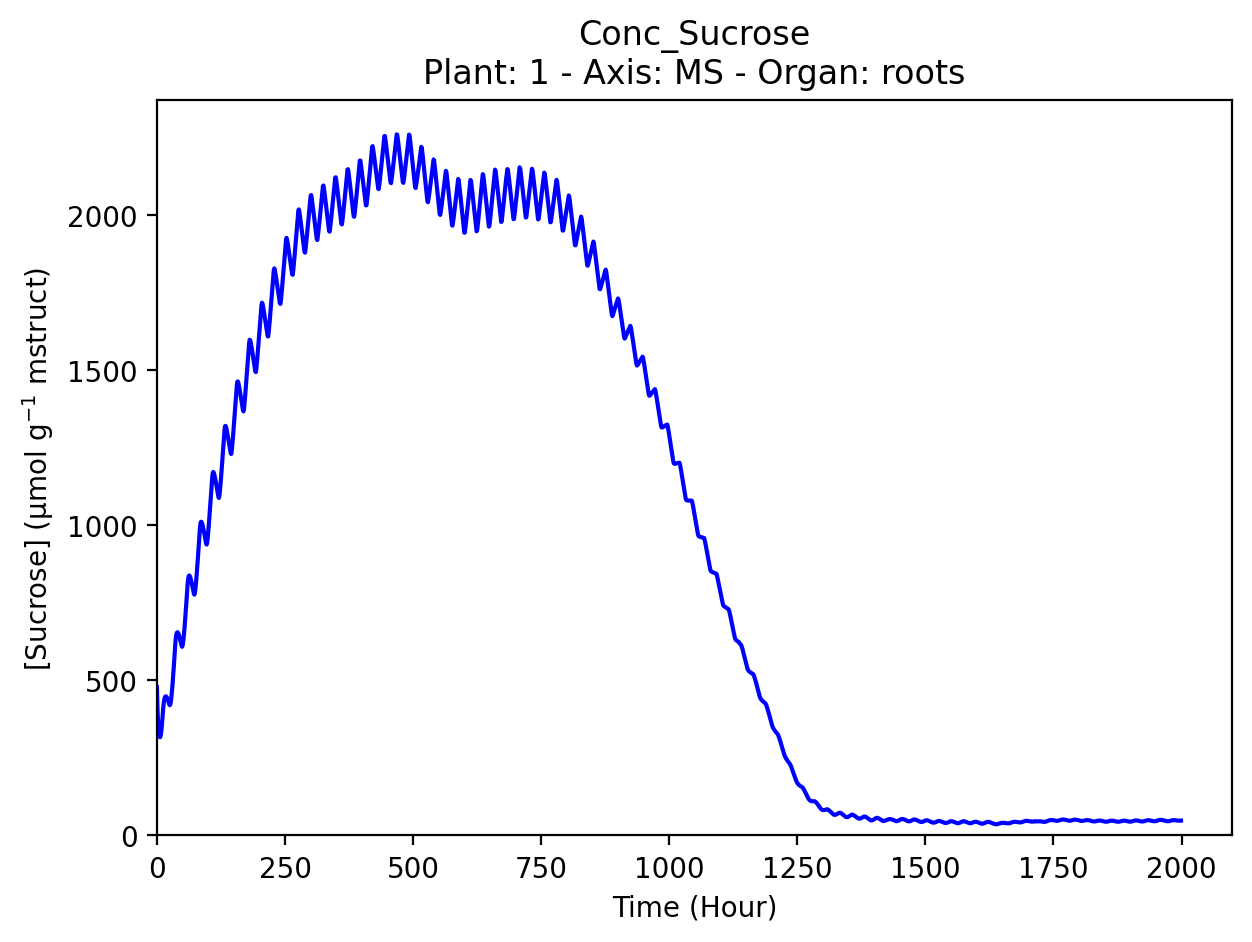 Conc_Sucrose
Plant: 1 - Axis: MS - Organ: roots
[Sucrose] (µmol g⁻¹ mstruct)
2000
1500
1000
500
0
0 250 500 750 1000 1250 1500 1750 2000
Time (Hour)